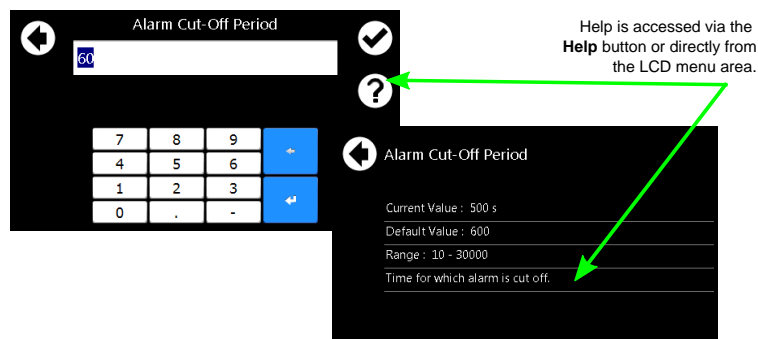 Alarm Cut-Off Period
60
?
7 8 9
4 5 6
1 2 3
0 . -
Help is accessed via the
Help button or directly from
the LCD menu area.
Alarm Cut-Off Period
Current Value : 500 s
Default Value : 600
Range : 10 - 30000
Time for which alarm is cut off.